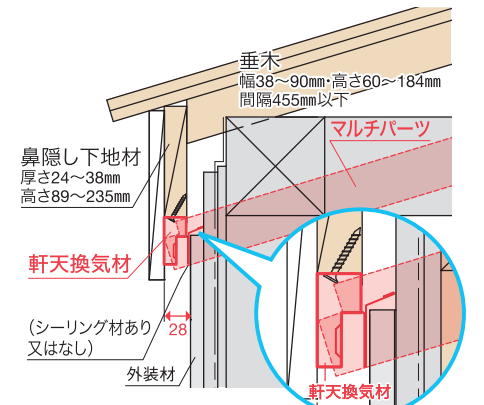 垂木
幅38～90㎜・高さ60～184㎜
間隔455㎜以下
マルチパーツ
鼻隠し下地材
厚さ24～38㎜
高さ89～235㎜
軒天換気材
（シーリング材あり
又はなし）
28
外装材
軒天換気材